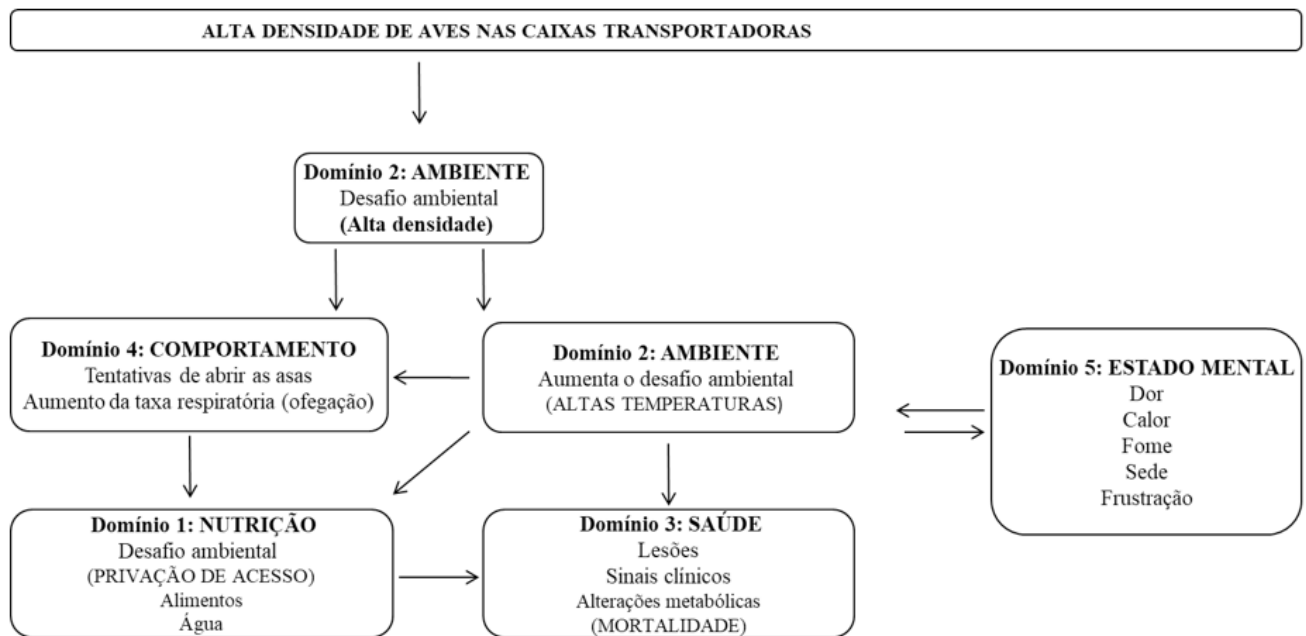 ALTA DENSIDADE DE AVES NAS CAIXAS TRANSPORTADORAS
Domínio 2: AMBIENTE
Desafio ambiental
(Alta densidade)
Domínio 4: COMPORTAMENTO
Tentativas de abrir as asas
Aumento da taxa respiratória (ofegação)
Domínio 2: AMBIENTE
Aumenta o desafio ambiental
(ALTAS TEMPERATURAS)
Domínio 5: ESTADO MENTAL
Dor
Calor
Fome
Sede
Frustração
Domínio 1: NUTRIÇÃO
Desafio ambiental
(PRIVAÇÃO DE ACESSO)
Alimentos
Água
Domínio 3: SAÚDE
Lesões
Sinais clínicos
Alterações metabólicas
(MORTALIDADE)